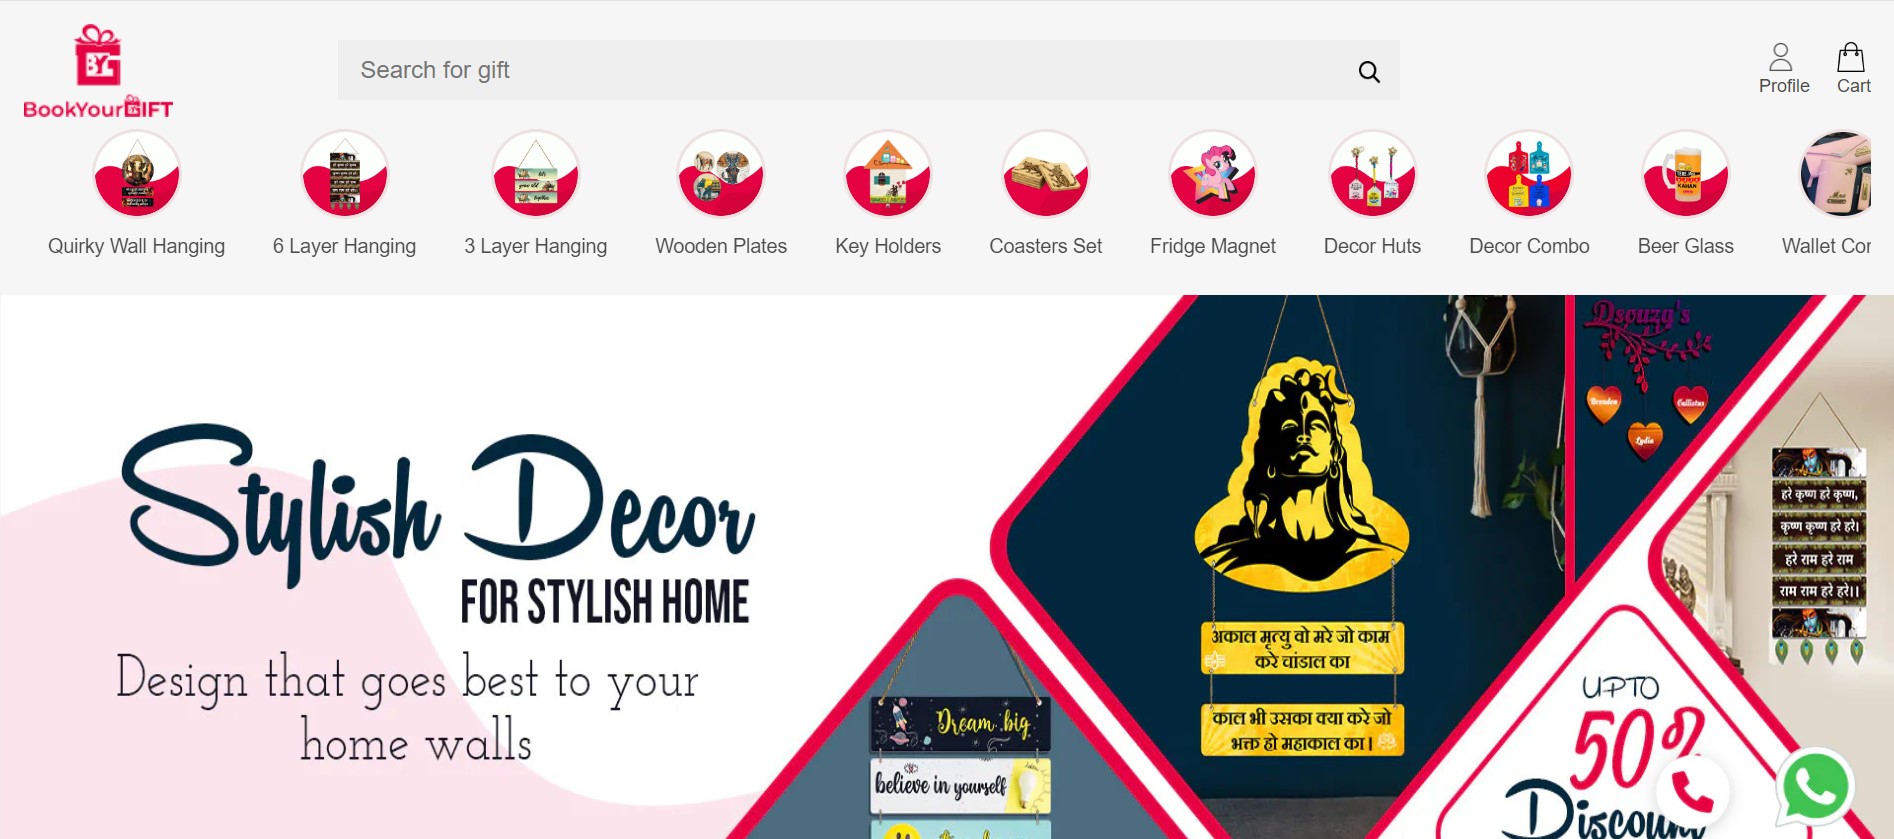 BYG
BookYourGIFT
Search for gift
Profile
Cart
Quirky Wall Hanging
6 Layer Hanging
3 Layer Hanging
Wooden Plates
Key Holders
Coasters Set
Fridge Magnet
Decor Huts
Decor Combo
Beer Glass
Wallet Cor
Stylish Decor
FOR STYLISH HOME
Design that goes best to your
home walls
Dream big
believe in yourself
अकाल मृत्यु वो मरे जो काम
करे चांडाल का
काल भी उसका क्या करे जो
भक्त हो महाकाल का।
Dsouza's
Brendon
Callistus
Lydia
हरे कृष्ण हरे कृष्ण,
कृष्ण कृष्ण हरे हरे।
हरे राम हरे राम
राम राम हरे हरे।।
UPTO
50%
Discount